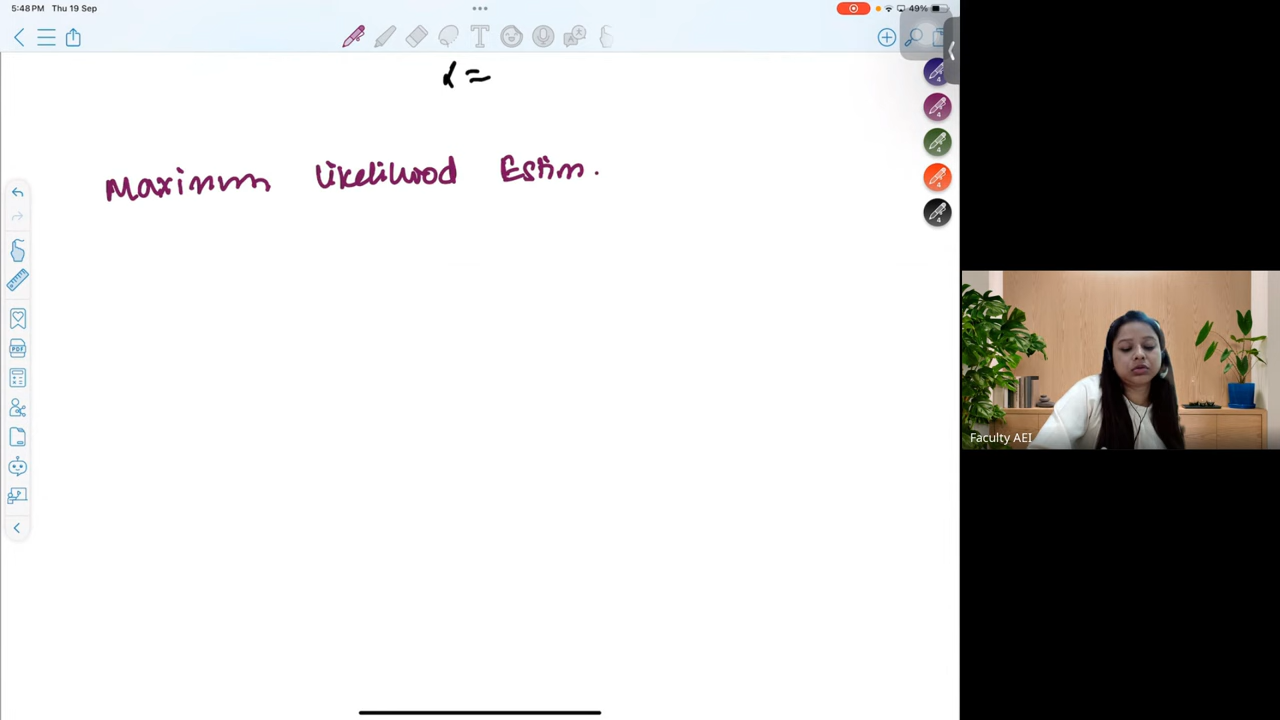 5:48 PM Thu 19 Sep
49%
α =
Maximum Likelihood Estim.
Faculty AEI